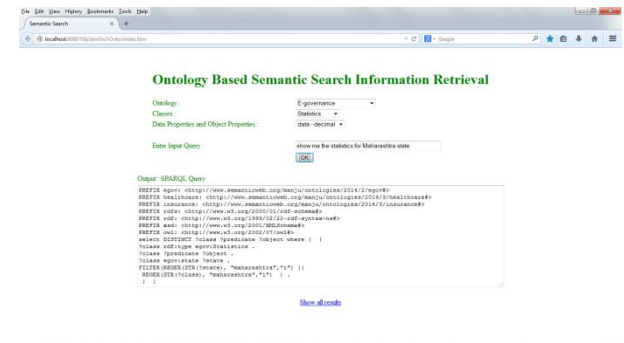 File Edit View History Bookmarks Tools Help
Semantic Search × +
localhost:8080/NlpSemSrchOnto/index.htm
Google
Ontology Based Semantic Search Information Retrieval
Ontology : E-governance
Classes : Statistics
Data Properties and Object Properties : data - decimal
Enter Input Query : show me the statistics for Maharashtra state
OK
Output : SPARQL Query
PREFIX egov: <http://www.semanticweb.org/manju/ontologies/2014/2/egov#>
PREFIX healthcare: <http://www.semanticweb.org/manju/ontologies/2014/3/healthcare#>
PREFIX insurance: <http://www.semanticweb.org/manju/ontologies/2014/3/insurance#>
PREFIX rdfs: <http://www.w3.org/2000/01/rdf-schema#>
PREFIX rdf: <http://www.w3.org/1999/02/22-rdf-syntax-ns#>
PREFIX xsd: <http://www.w3.org/2001/XMLSchema#>
PREFIX owl: <http://www.w3.org/2002/07/owl#>
select DISTINCT ?class ?predicate ?object where { {
?class rdf:type egov:Statistics .
?class ?predicate ?object .
?class egov:state ?state .
FILTER(REGEX(STR(?state), "maharashtra","i") ||
REGEX(STR(?class), "maharashtra","i") ) .
} }
Show all results